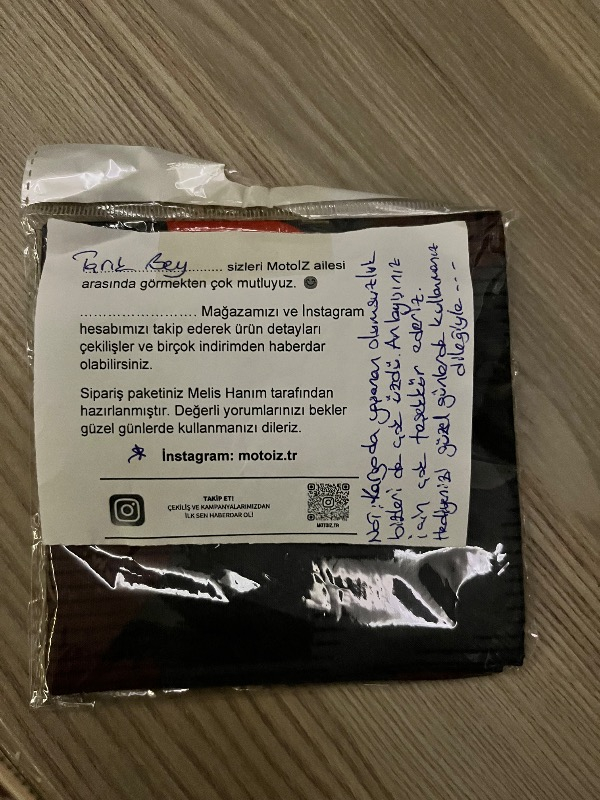 Tarık Bey......... sizleri MotoIZ ailesi
arasında görmekten çok mutluyuz. 😊
........................ Mağazamızı ve İnstagram
hesabımızı takip ederek ürün detayları
çekilişler ve birçok indirimden haberdar
olabilirsiniz.
Sipariş paketiniz Melis Hanım tarafından
hazırlanmıştır. Değerli yorumlarınızı bekler
güzel günlerde kullanmanızı dileriz.
İnstagram: motoiz.tr
TAKİP ET!
ÇEKİLİŞ VE KAMPANYALARIMIZDAN
İLK SEN HABERDAR OL!
MOTOIZ.TR
Not: Kargoda yaşanan olumsuzluk
bizleri de çok üzdü. Anlayışınız
için çok teşekkür ederiz.
Hediyenizi güzel günlerde kullanmanız
dileğiyle...